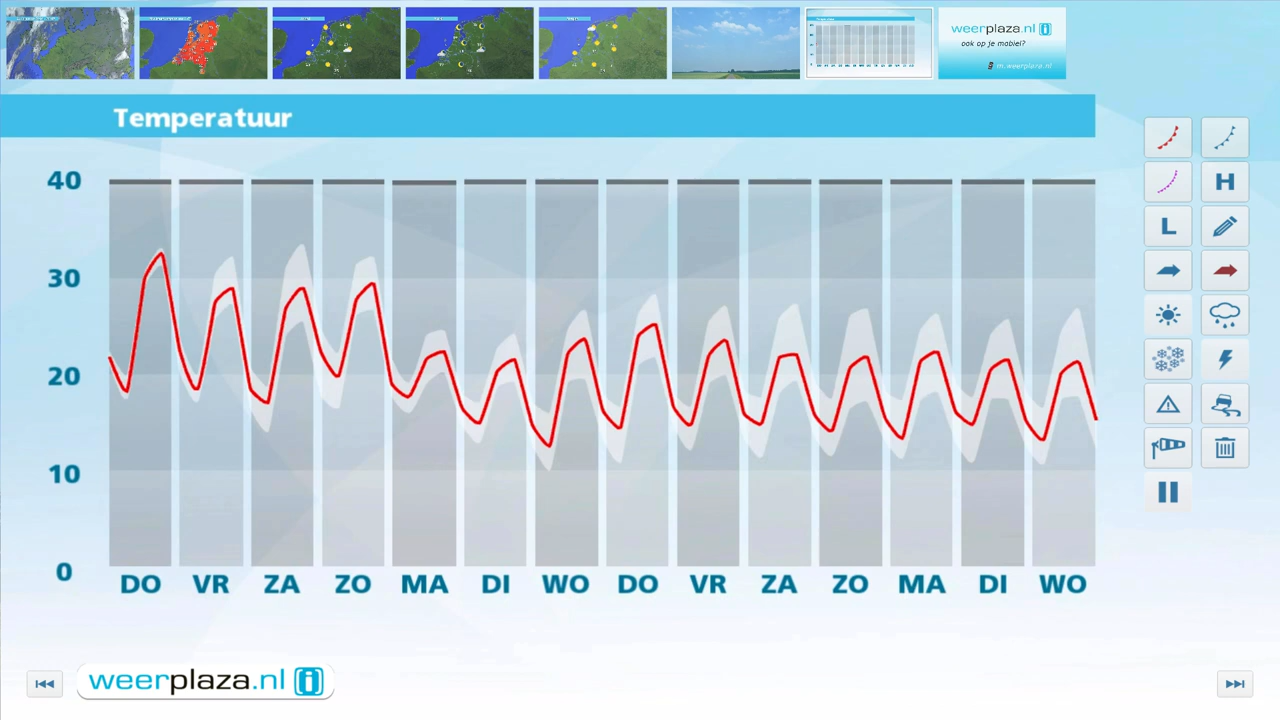 weerplaza.nl i
ook op je mobiel?
m.weerplaza.nl
Temperatuur
40
30
20
10
0
DO VR ZA ZO MA DI WO DO VR ZA ZO MA DI WO
H
L
weerplaza.nl i